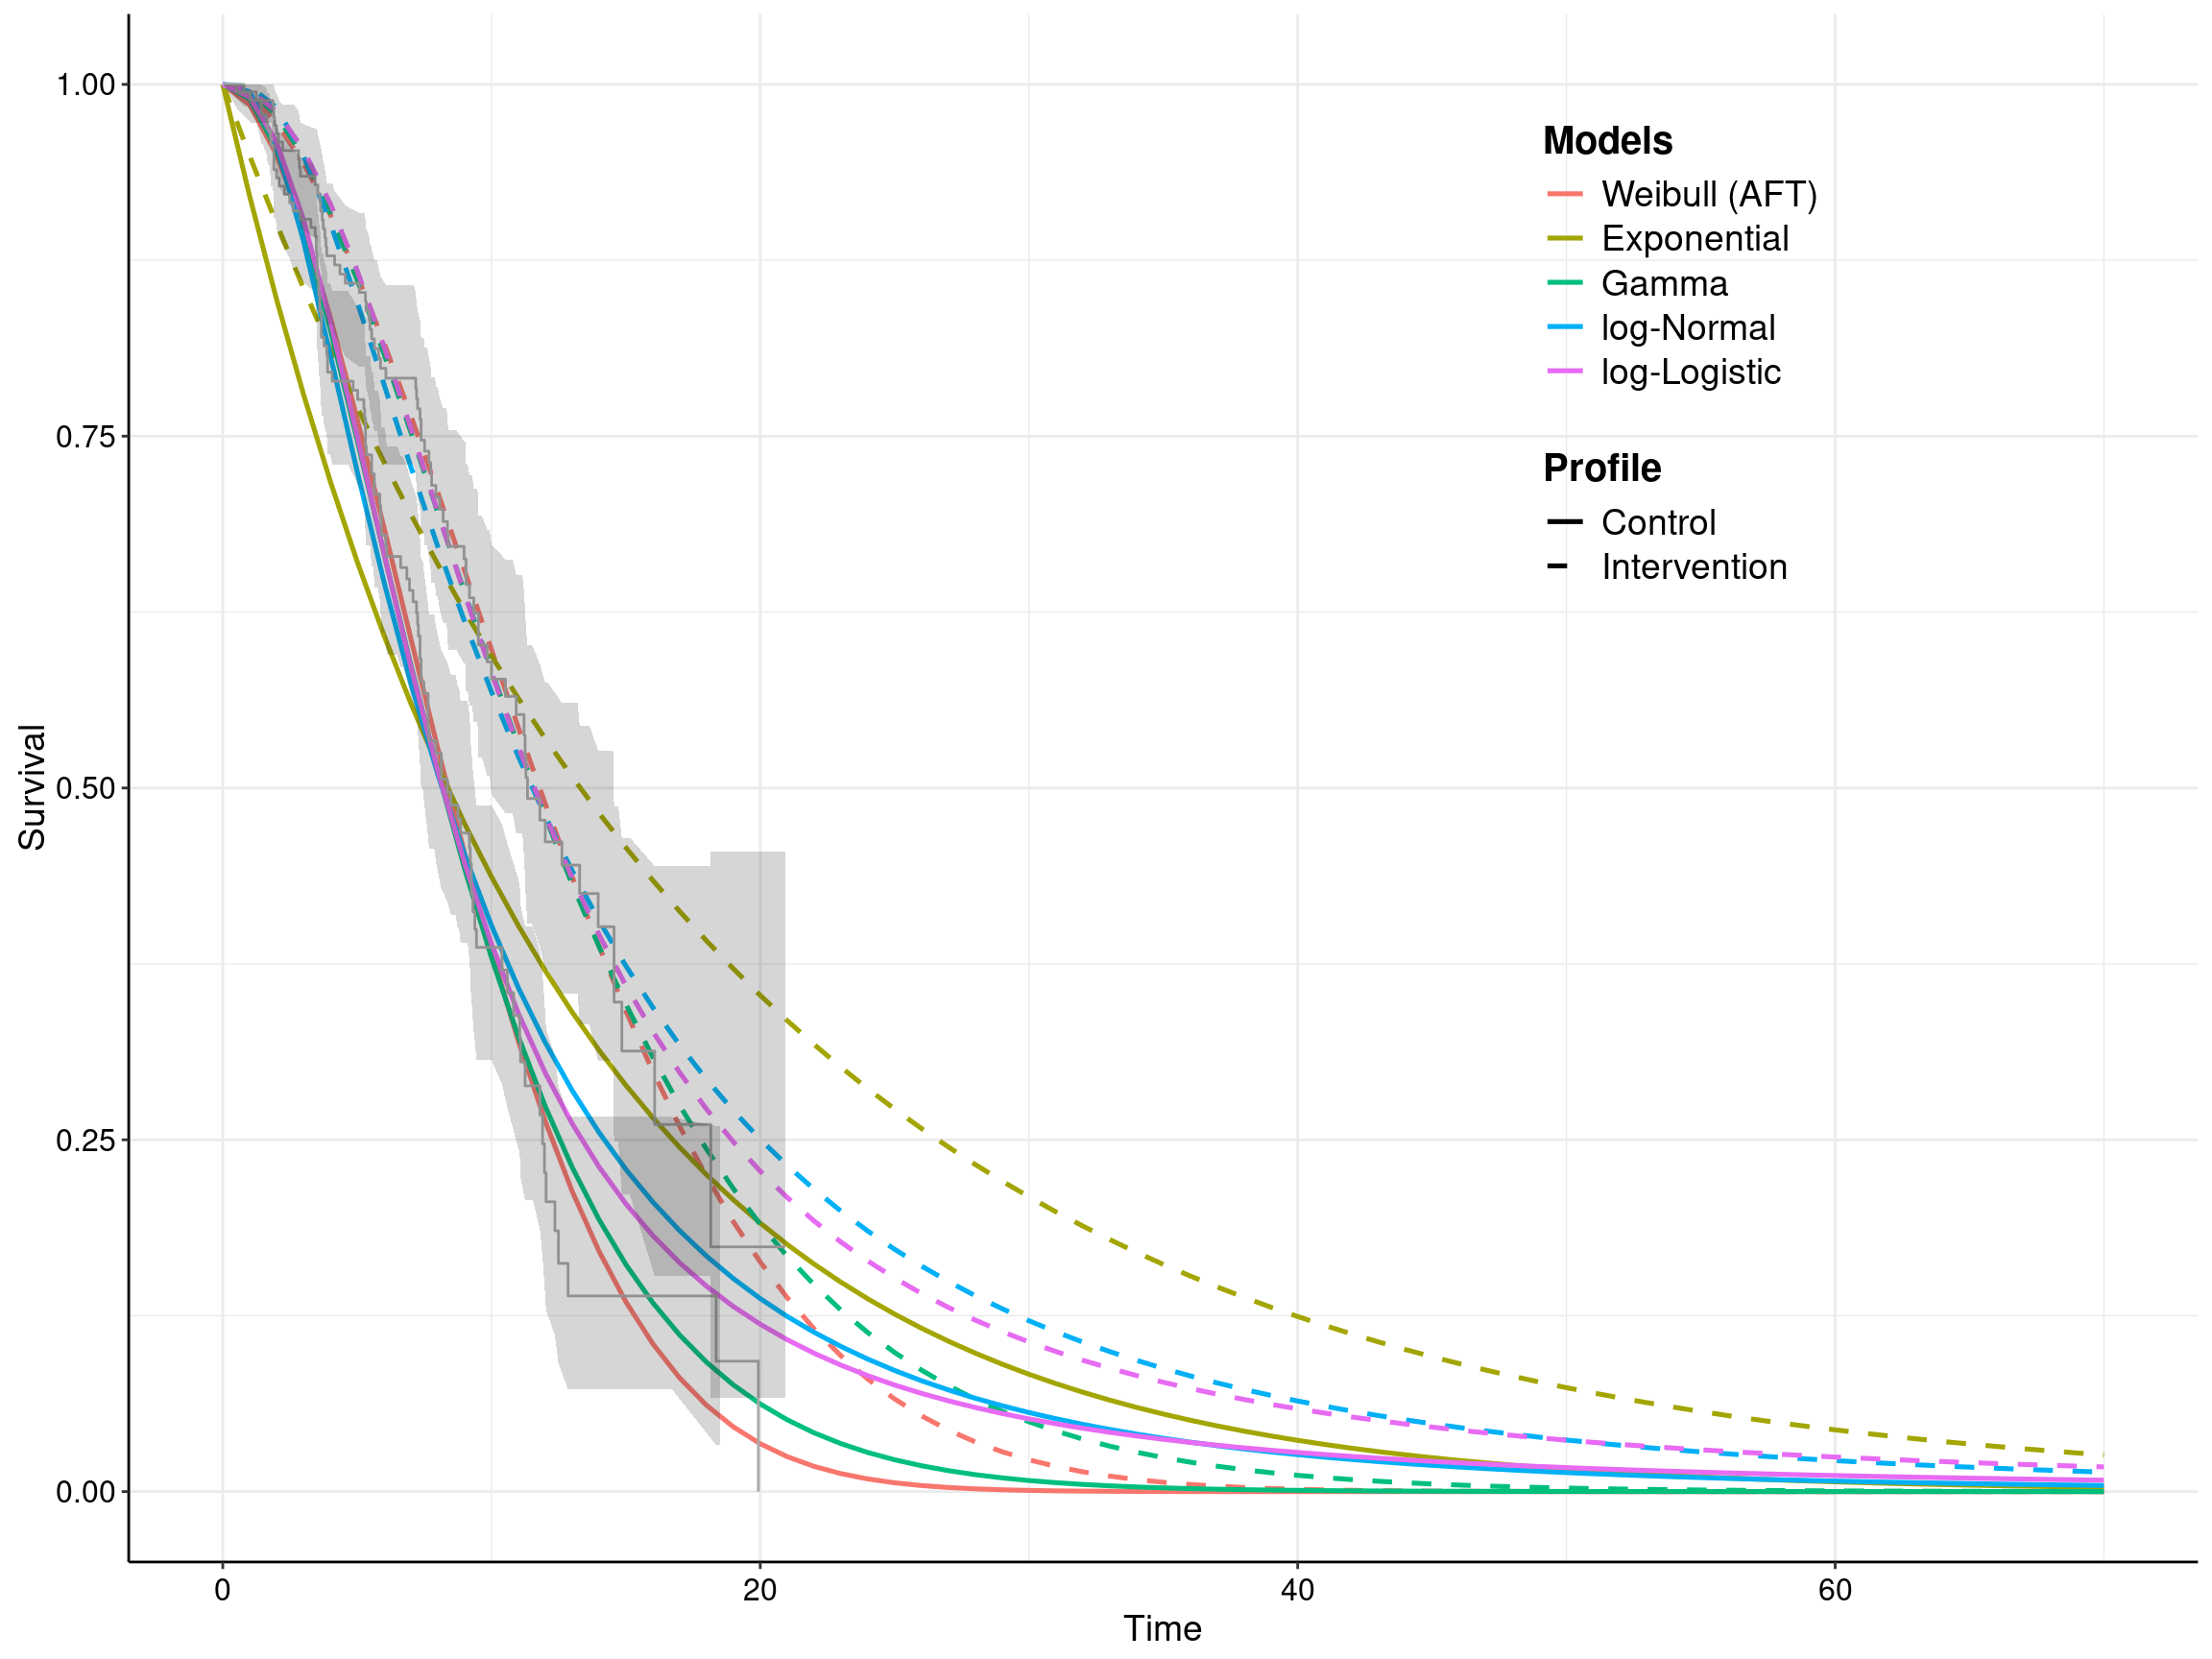 1.00
0.75
0.50
0.25
0.00
Survival
0
20
40
60
Time
Models
Weibull (AFT)
Exponential
Gamma
log-Normal
log-Logistic
Profile
Control
Intervention